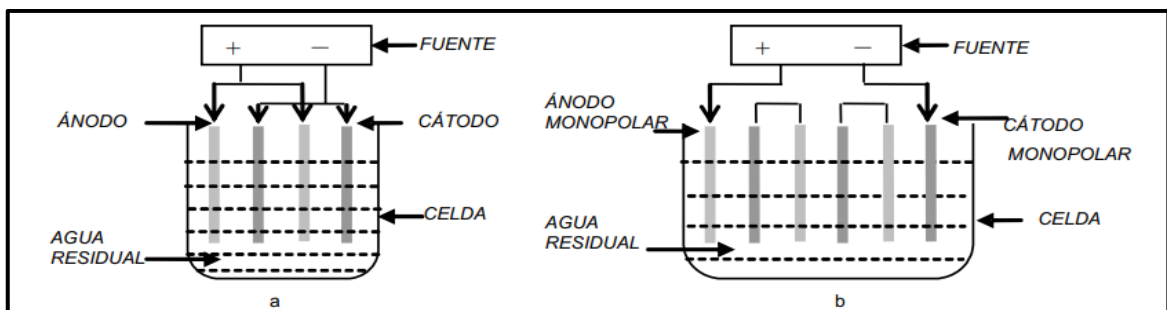 + −
FUENTE
ÁNODO
CÁTODO
CELDA
AGUA
RESIDUAL
a
+ −
FUENTE
ÁNODO
MONOPOLAR
CÁTODO
MONOPOLAR
CELDA
AGUA
RESIDUAL
b